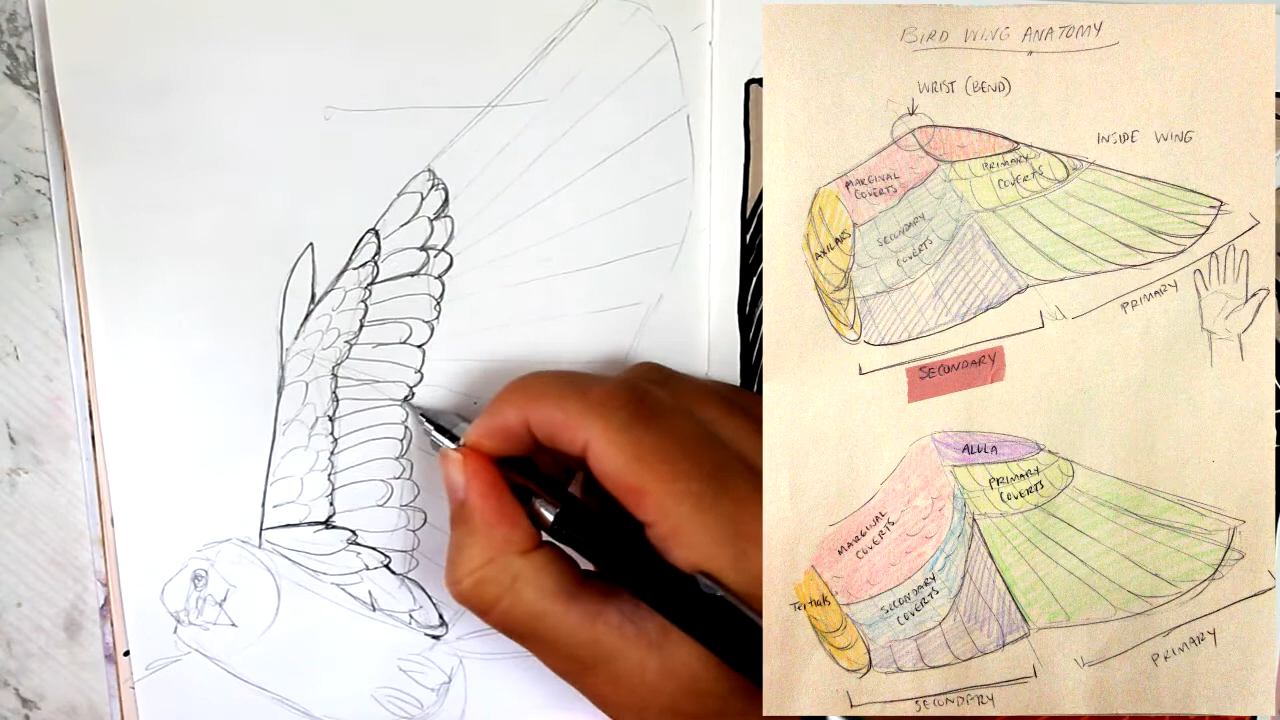 BIRD WING ANATOMY
WRIST (BEND)
INSIDE WING
PRIMARY
COVERTS
MARGINAL
COVERTS
SECONDARY
COVERTS
AXILARS
PRIMARY
SECONDARY
ALULA
PRIMARY
COVERTS
MARGINAL
COVERTS
SECONDARY
COVERTS
Tertials
PRIMARY
SECONDARY